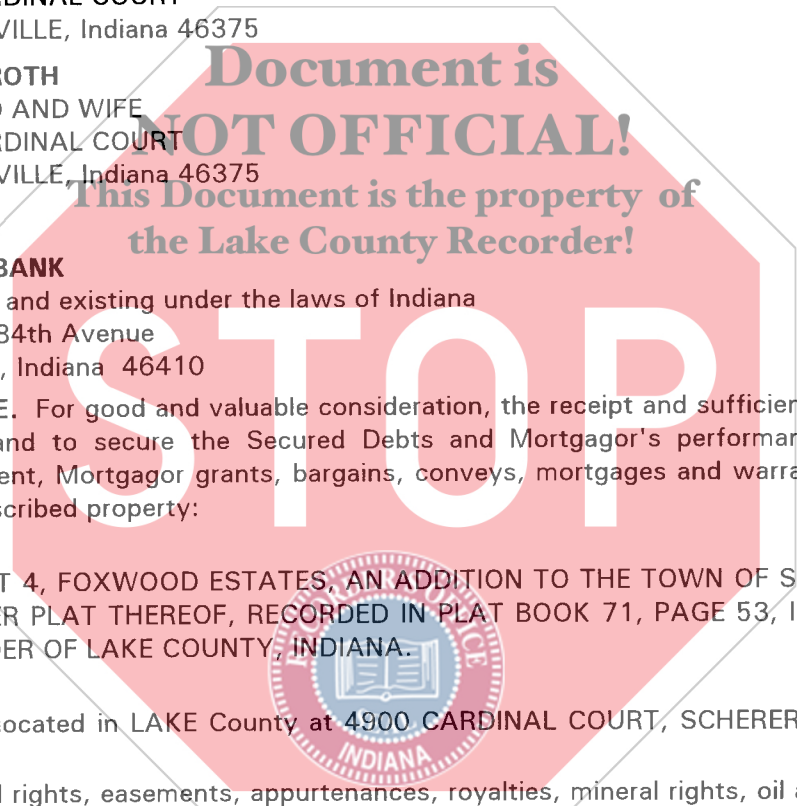 RDINAL COURT
VILLE, Indiana 46375
ROTH
D AND WIFE
RDINAL COURT
VILLE, Indiana 46375
Document is
NOT OFFICIAL!
This Document is the property of
the Lake County Recorder!
BANK
and existing under the laws of Indiana
84th Avenue
, Indiana 46410
E. For good and valuable consideration, the receipt and sufficien
and to secure the Secured Debts and Mortgagor's performan
ent, Mortgagor grants, bargains, conveys, mortgages and warra
scribed property:
STOP
T 4, FOXWOOD ESTATES, AN ADDITION TO THE TOWN OF S
ER PLAT THEREOF, RECORDED IN PLAT BOOK 71, PAGE 53, I
DER OF LAKE COUNTY, INDIANA.
RECORDER'S OFFICE
INDIANA
located in LAKE County at 4900 CARDINAL COURT, SCHERER
l rights, easements, appurtenances, royalties, mineral rights, oil a